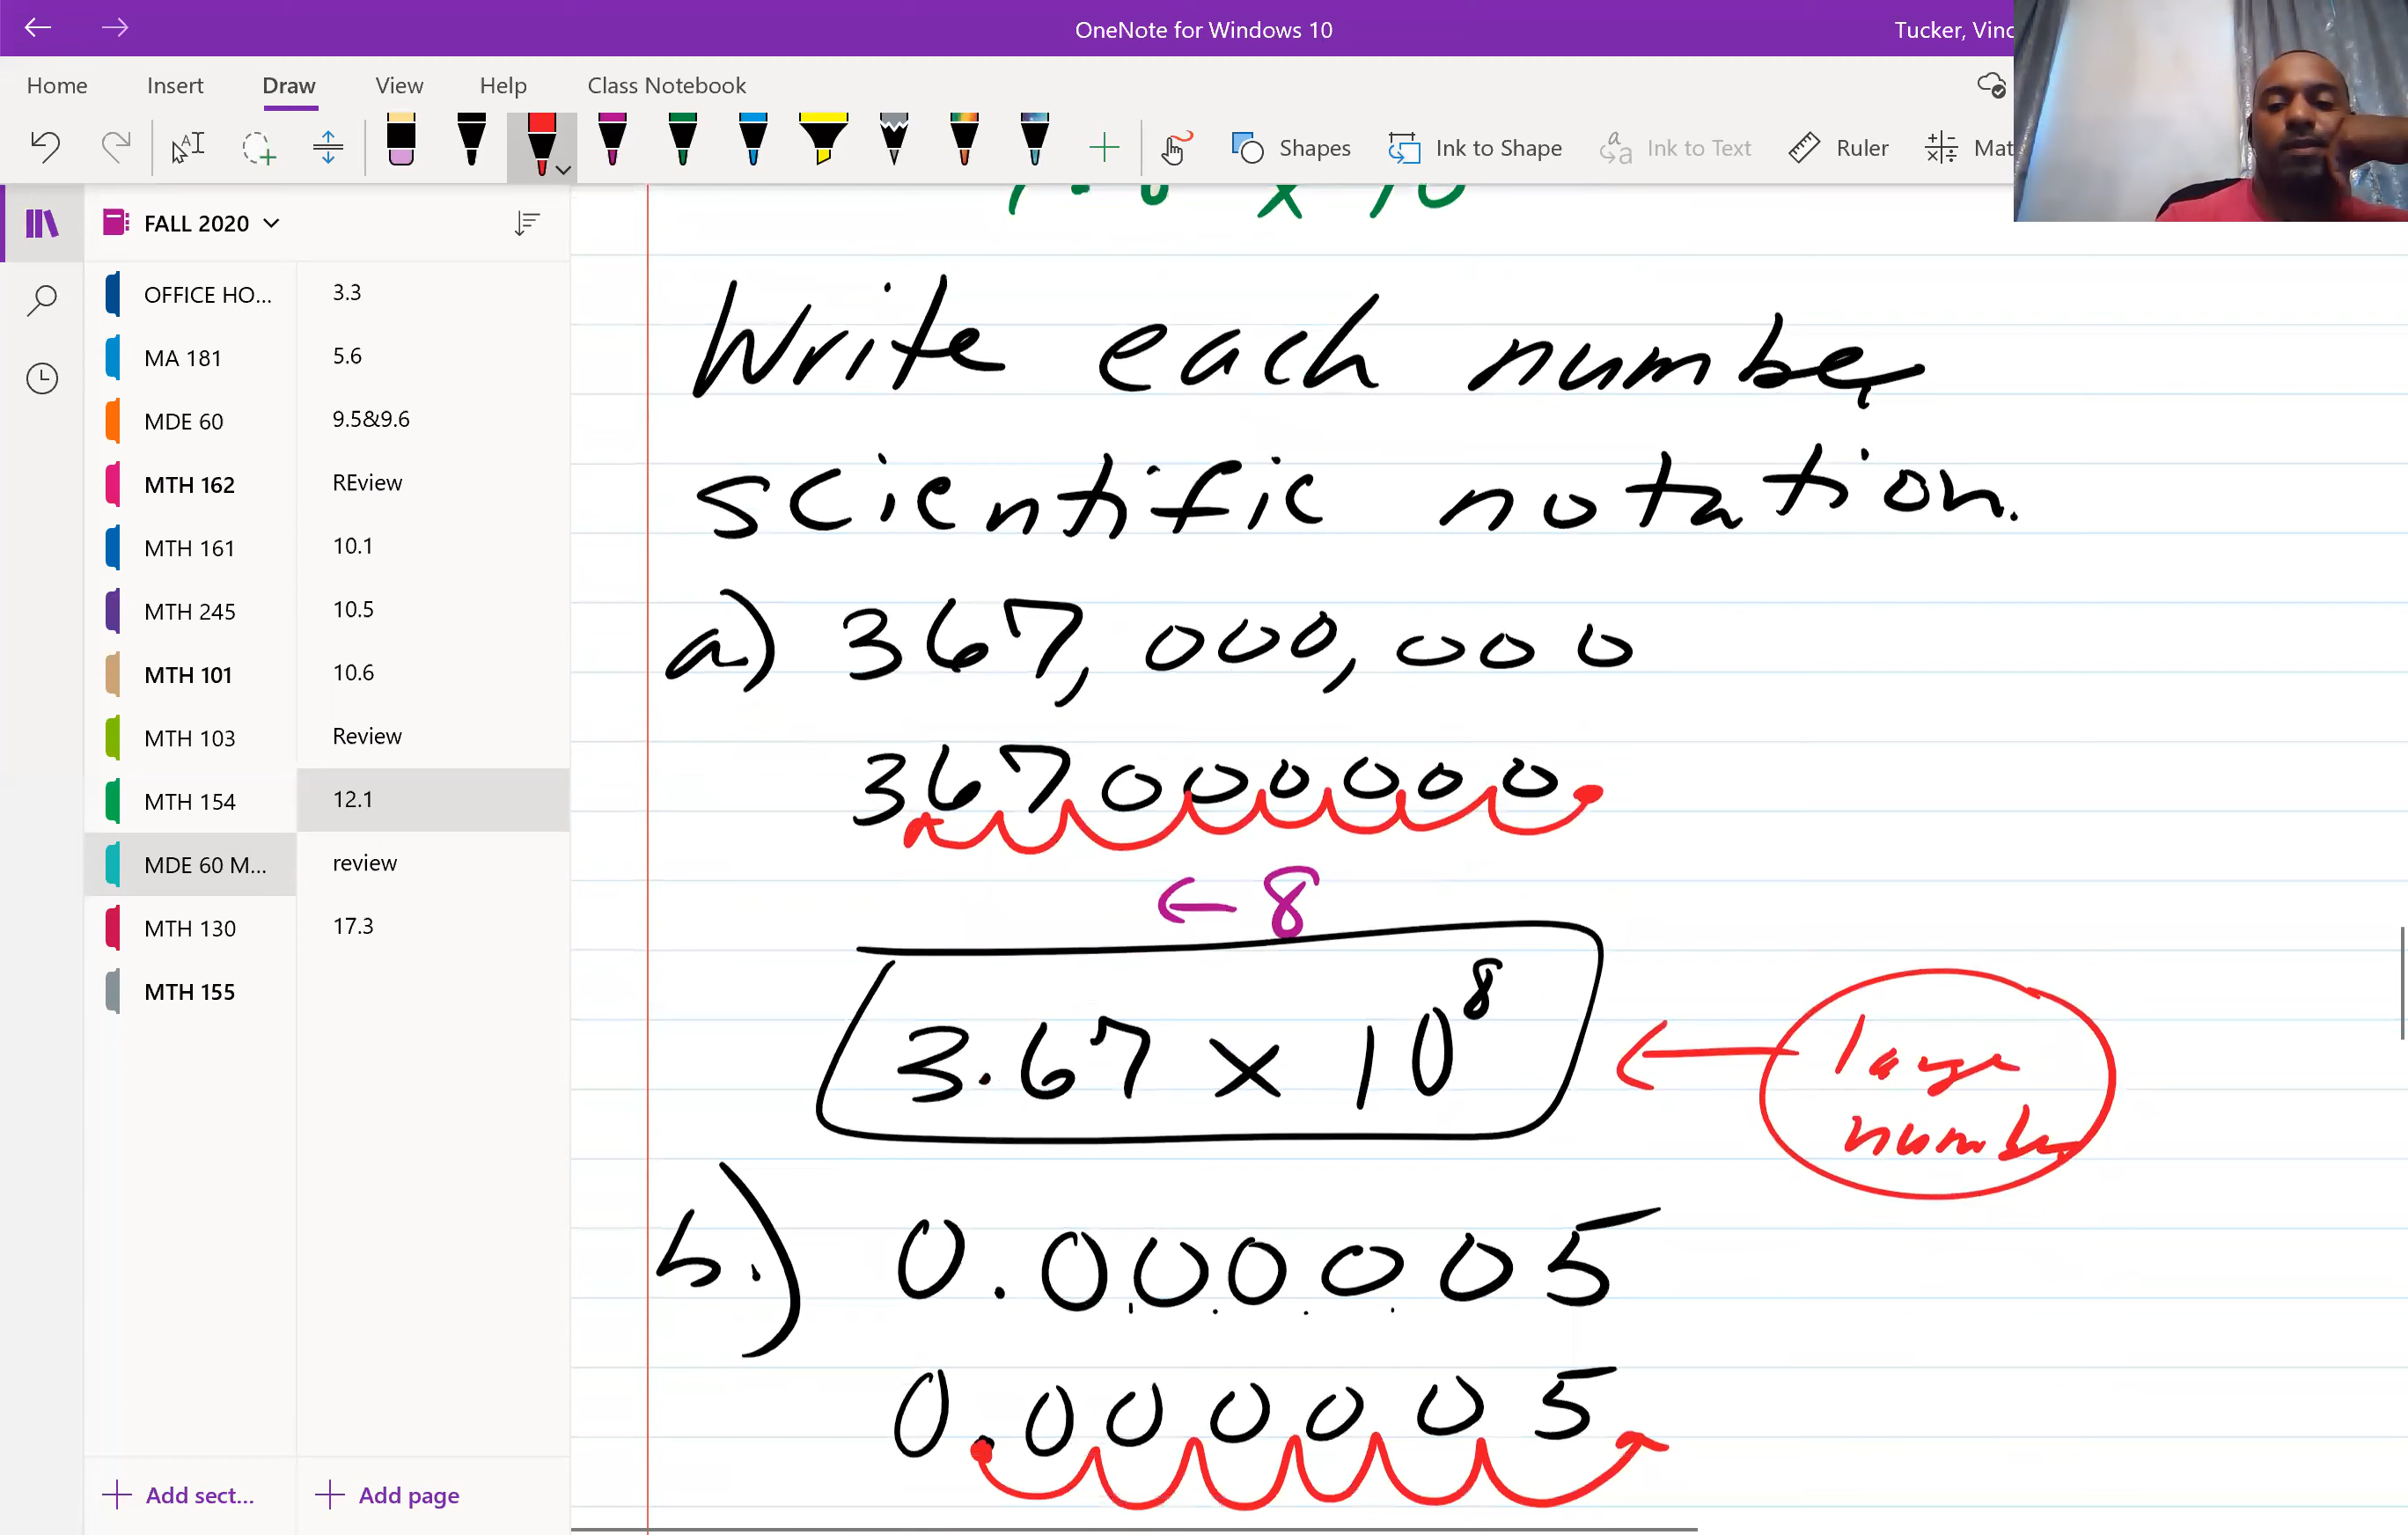 OneNote for Windows 10
Tucker, Vinc
Home Insert Draw View Help Class Notebook
Shapes Ink to Shape Ink to Text Ruler Mat
FALL 2020
OFFICE HO...
MA 181
MDE 60
MTH 162
MTH 161
MTH 245
MTH 101
MTH 103
MTH 154
MDE 60 M...
MTH 130
MTH 155
Add sect...
3.3
5.6
9.5&9.6
REview
10.1
10.5
10.6
Review
12.1
review
17.3
Add page
Write each number
scientific notation.
a) 367,000,000
367000000.
← 8
3.67 x 10⁸
← large
number
b.) 0.000005
0.000005